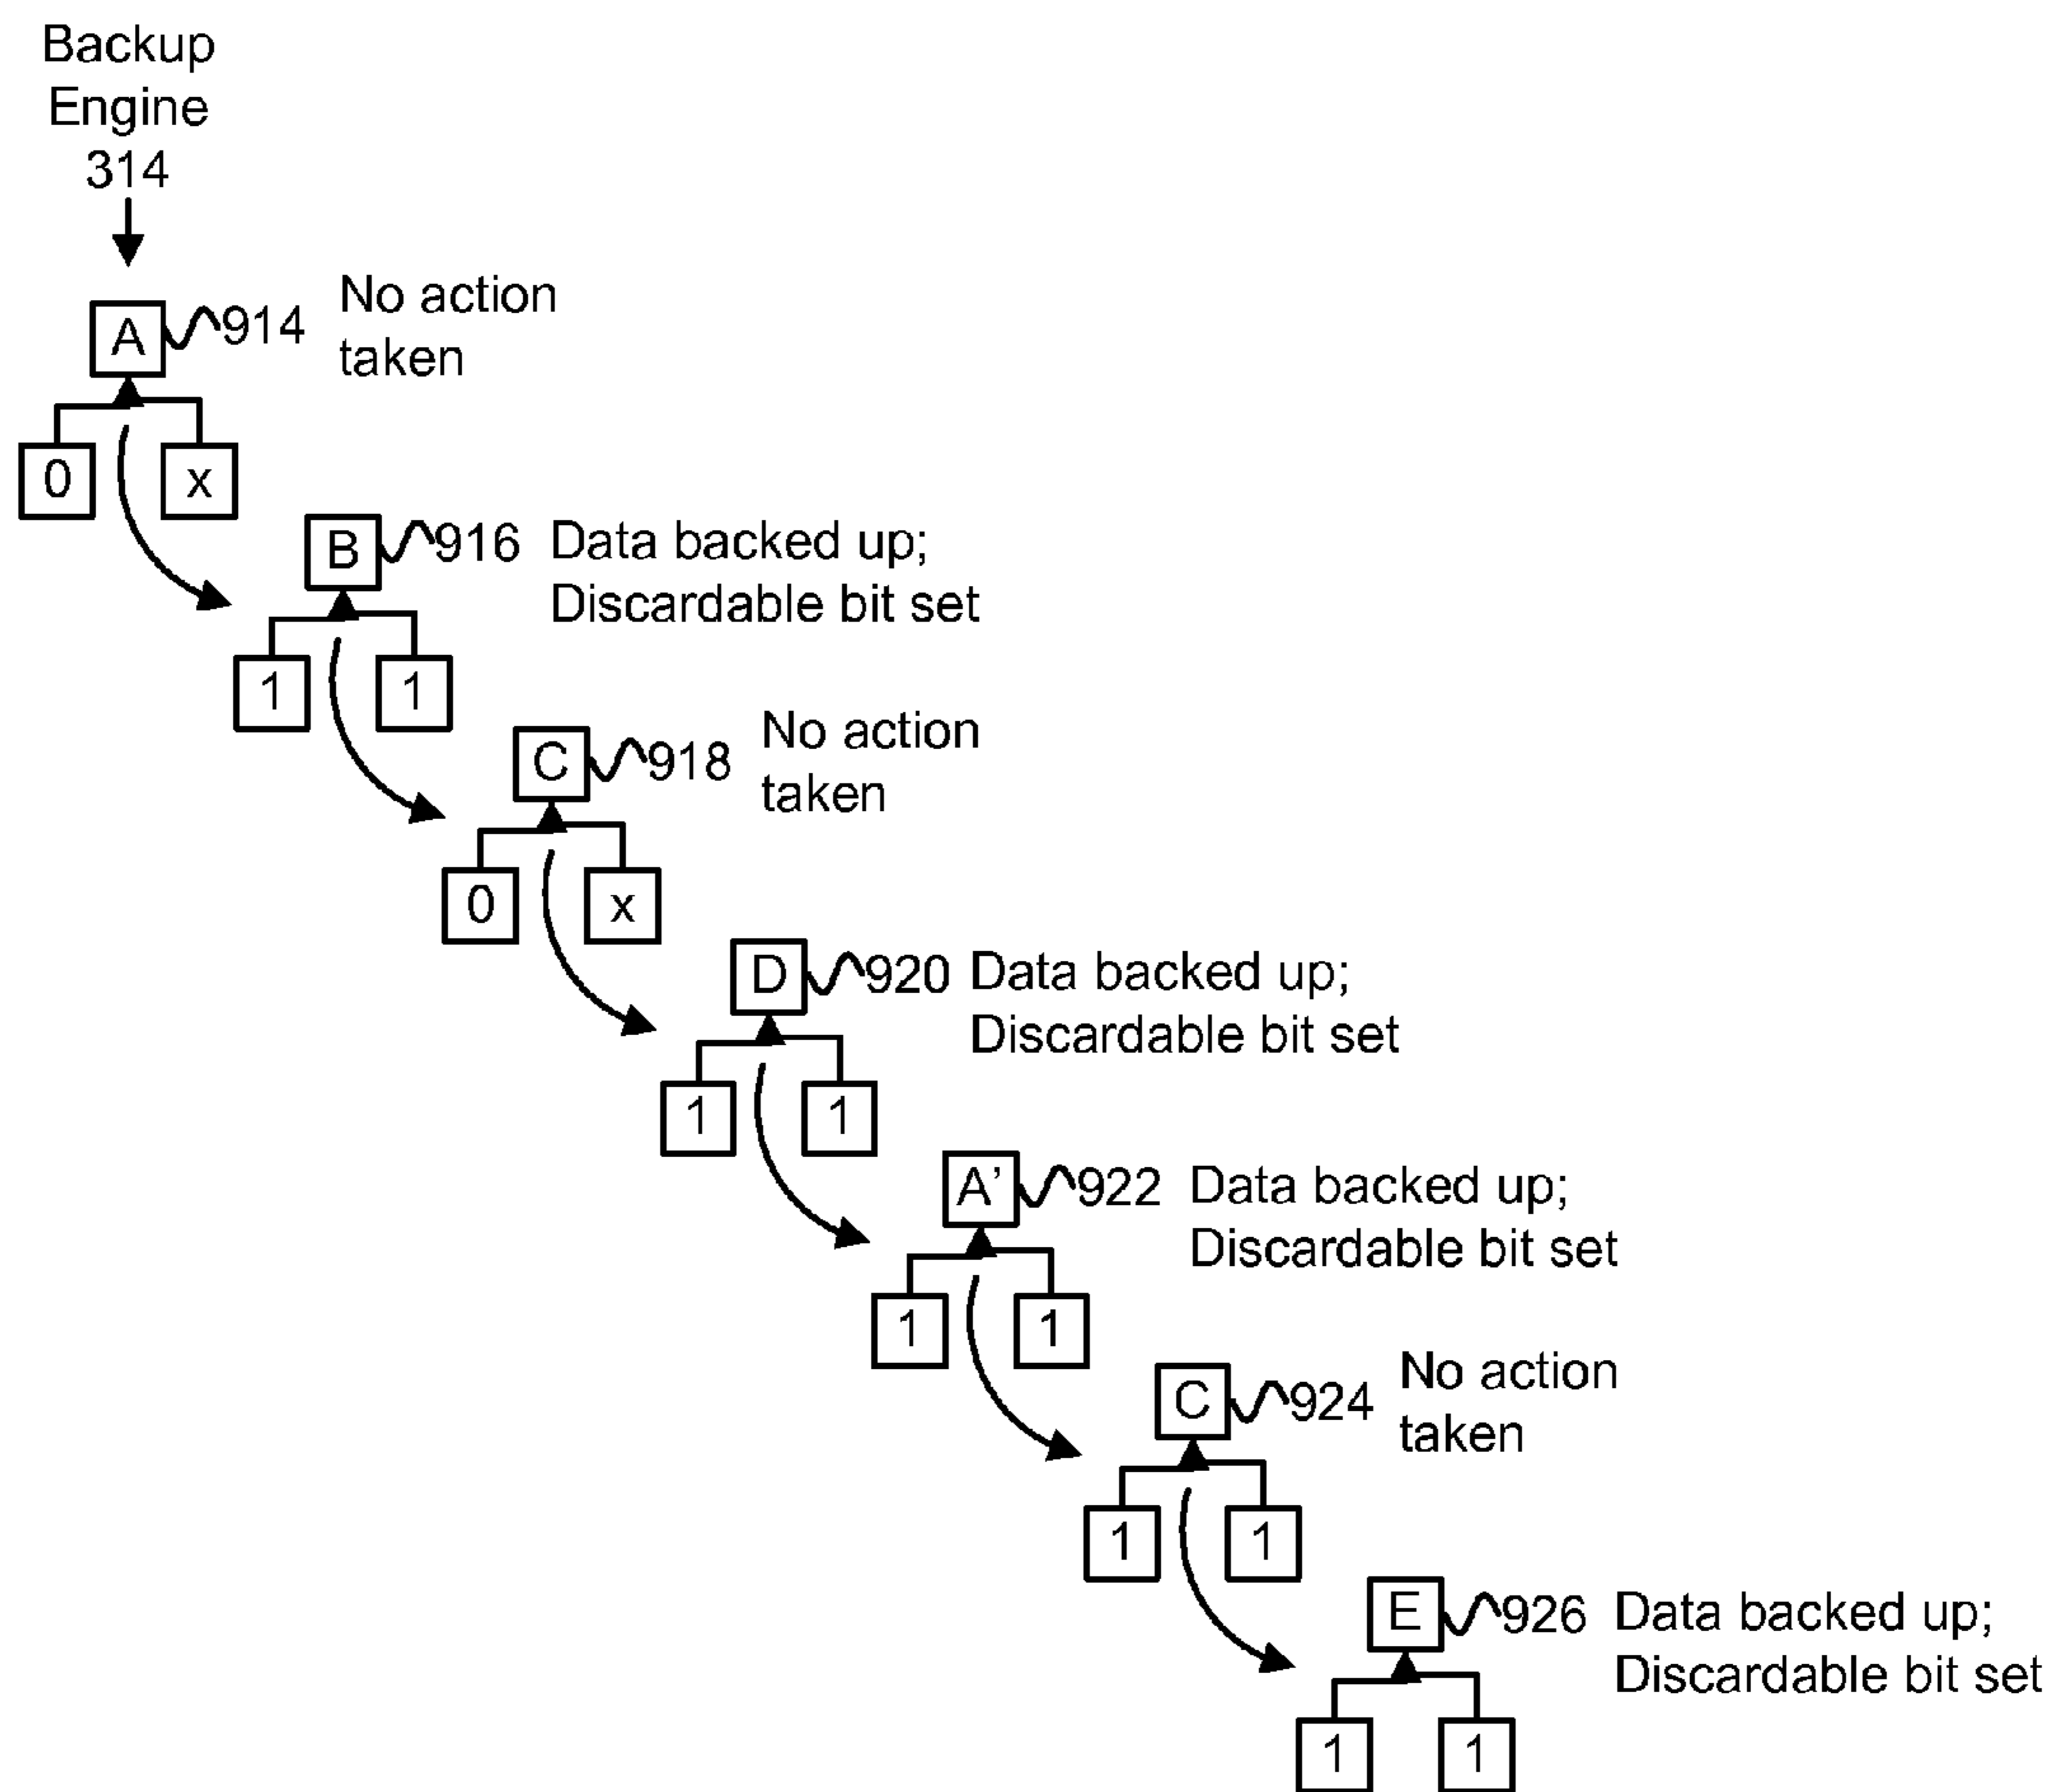 Backup
Engine
314
A
914
No action
taken
0
x
B
916
Data backed up;
Discardable bit set
1
1
C
918
No action
taken
0
x
D
920
Data backed up;
Discardable bit set
1
1
A’
922
Data backed up;
Discardable bit set
1
1
C
924
No action
taken
1
1
E
926
Data backed up;
Discardable bit set
1
1